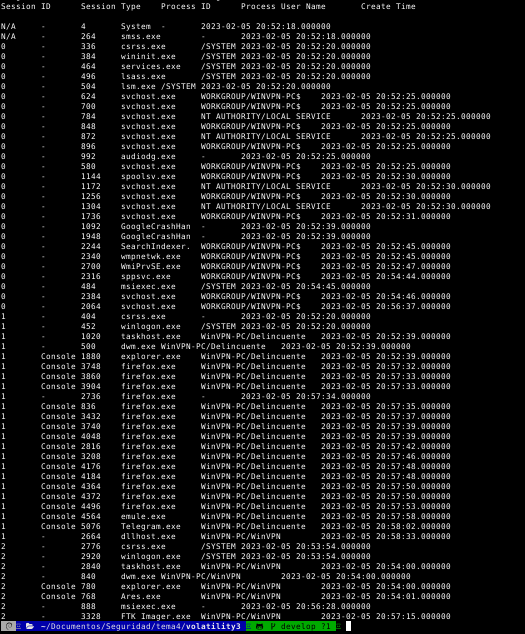 Session ID Session Type Process ID Process User Name Create Time
N/A - 4 System - 2023-02-05 20:52:18.000000
N/A - 264 smss.exe - 2023-02-05 20:52:18.000000
0 - 336 csrss.exe /SYSTEM 2023-02-05 20:52:20.000000
0 - 384 wininit.exe /SYSTEM 2023-02-05 20:52:20.000000
0 - 464 services.exe /SYSTEM 2023-02-05 20:52:20.000000
0 - 496 lsass.exe /SYSTEM 2023-02-05 20:52:20.000000
0 - 504 lsm.exe /SYSTEM 2023-02-05 20:52:20.000000
0 - 624 svchost.exe WORKGROUP/WINVPN-PC$ 2023-02-05 20:52:25.000000
0 - 700 svchost.exe WORKGROUP/WINVPN-PC$ 2023-02-05 20:52:25.000000
0 - 784 svchost.exe NT AUTHORITY/LOCAL SERVICE 2023-02-05 20:52:25.000000
0 - 848 svchost.exe WORKGROUP/WINVPN-PC$ 2023-02-05 20:52:25.000000
0 - 872 svchost.exe NT AUTHORITY/LOCAL SERVICE 2023-02-05 20:52:25.000000
0 - 896 svchost.exe WORKGROUP/WINVPN-PC$ 2023-02-05 20:52:25.000000
0 - 992 audiodg.exe - 2023-02-05 20:52:25.000000
0 - 580 svchost.exe WORKGROUP/WINVPN-PC$ 2023-02-05 20:52:25.000000
0 - 1144 spoolsv.exe WORKGROUP/WINVPN-PC$ 2023-02-05 20:52:30.000000
0 - 1172 svchost.exe NT AUTHORITY/LOCAL SERVICE 2023-02-05 20:52:30.000000
0 - 1256 svchost.exe WORKGROUP/WINVPN-PC$ 2023-02-05 20:52:30.000000
0 - 1304 svchost.exe NT AUTHORITY/LOCAL SERVICE 2023-02-05 20:52:30.000000
0 - 1736 svchost.exe WORKGROUP/WINVPN-PC$ 2023-02-05 20:52:31.000000
0 - 1092 GoogleCrashHan - 2023-02-05 20:52:39.000000
0 - 1948 GoogleCrashHan - 2023-02-05 20:52:39.000000
0 - 2244 SearchIndexer. WORKGROUP/WINVPN-PC$ 2023-02-05 20:52:45.000000
0 - 2340 wmpnetwk.exe WORKGROUP/WINVPN-PC$ 2023-02-05 20:52:45.000000
0 - 2700 WmiPrvSE.exe WORKGROUP/WINVPN-PC$ 2023-02-05 20:52:47.000000
0 - 2316 sppsvc.exe WORKGROUP/WINVPN-PC$ 2023-02-05 20:54:44.000000
0 - 484 msiexec.exe /SYSTEM 2023-02-05 20:54:45.000000
0 - 2384 svchost.exe WORKGROUP/WINVPN-PC$ 2023-02-05 20:54:46.000000
0 - 2064 svchost.exe WORKGROUP/WINVPN-PC$ 2023-02-05 20:56:37.000000
1 - 404 csrss.exe /SYSTEM 2023-02-05 20:52:20.000000
1 - 452 winlogon.exe /SYSTEM 2023-02-05 20:52:20.000000
1 - 1020 taskhost.exe WinVPN-PC/Delincuente 2023-02-05 20:52:39.000000
1 - 500 dwm.exe WinVPN-PC/Delincuente 2023-02-05 20:52:39.000000
1 Console 1880 explorer.exe WinVPN-PC/Delincuente 2023-02-05 20:52:39.000000
1 Console 3748 firefox.exe WinVPN-PC/Delincuente 2023-02-05 20:57:32.000000
1 Console 3860 firefox.exe WinVPN-PC/Delincuente 2023-02-05 20:57:33.000000
1 Console 3904 firefox.exe WinVPN-PC/Delincuente 2023-02-05 20:57:33.000000
1 - 2736 firefox.exe - 2023-02-05 20:57:34.000000
1 Console 836 firefox.exe WinVPN-PC/Delincuente 2023-02-05 20:57:35.000000
1 Console 3432 firefox.exe WinVPN-PC/Delincuente 2023-02-05 20:57:37.000000
1 Console 3740 firefox.exe WinVPN-PC/Delincuente 2023-02-05 20:57:39.000000
1 Console 4048 firefox.exe WinVPN-PC/Delincuente 2023-02-05 20:57:39.000000
1 Console 2816 firefox.exe WinVPN-PC/Delincuente 2023-02-05 20:57:42.000000
1 Console 3208 firefox.exe WinVPN-PC/Delincuente 2023-02-05 20:57:46.000000
1 Console 4176 firefox.exe WinVPN-PC/Delincuente 2023-02-05 20:57:48.000000
1 Console 4184 firefox.exe WinVPN-PC/Delincuente 2023-02-05 20:57:48.000000
1 Console 4364 firefox.exe WinVPN-PC/Delincuente 2023-02-05 20:57:50.000000
1 Console 4372 firefox.exe WinVPN-PC/Delincuente 2023-02-05 20:57:50.000000
1 Console 4496 firefox.exe WinVPN-PC/Delincuente 2023-02-05 20:57:53.000000
1 Console 4564 emule.exe WinVPN-PC/Delincuente 2023-02-05 20:57:58.000000
1 Console 5076 Telegram.exe WinVPN-PC/Delincuente 2023-02-05 20:58:02.000000
1 - 2664 dllhost.exe WinVPN-PC/WinVPN 2023-02-05 20:58:33.000000
2 - 2776 csrss.exe /SYSTEM 2023-02-05 20:53:54.000000
2 - 2920 winlogon.exe /SYSTEM 2023-02-05 20:53:54.000000
2 - 2840 taskhost.exe WinVPN-PC/WinVPN 2023-02-05 20:54:00.000000
2 - 840 dwm.exe WinVPN-PC/WinVPN 2023-02-05 20:54:00.000000
2 Console 780 explorer.exe WinVPN-PC/WinVPN 2023-02-05 20:54:00.000000
2 Console 768 Ares.exe WinVPN-PC/WinVPN 2023-02-05 20:54:01.000000
2 - 888 msiexec.exe - 2023-02-05 20:56:28.000000
2 - 3328 FTK Imager.exe WinVPN-PC/WinVPN 2023-02-05 20:57:15.000000
~/Documentos/Seguridad/tema4/volatility3 develop ?1